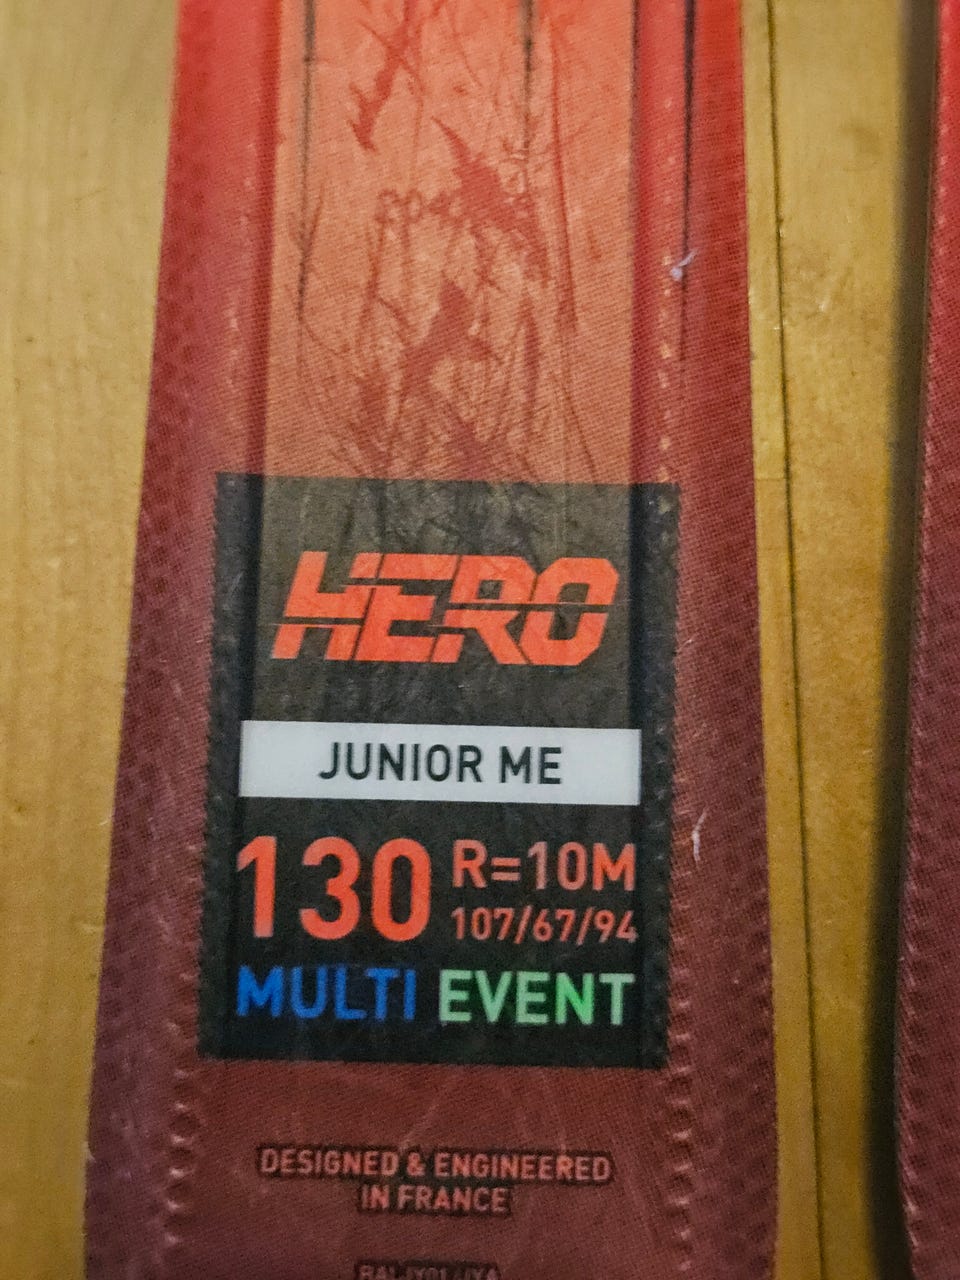 HERO
JUNIOR ME
130 R=10M
107/67/94
MULTI EVENT
DESIGNED & ENGINEERED
IN FRANCE